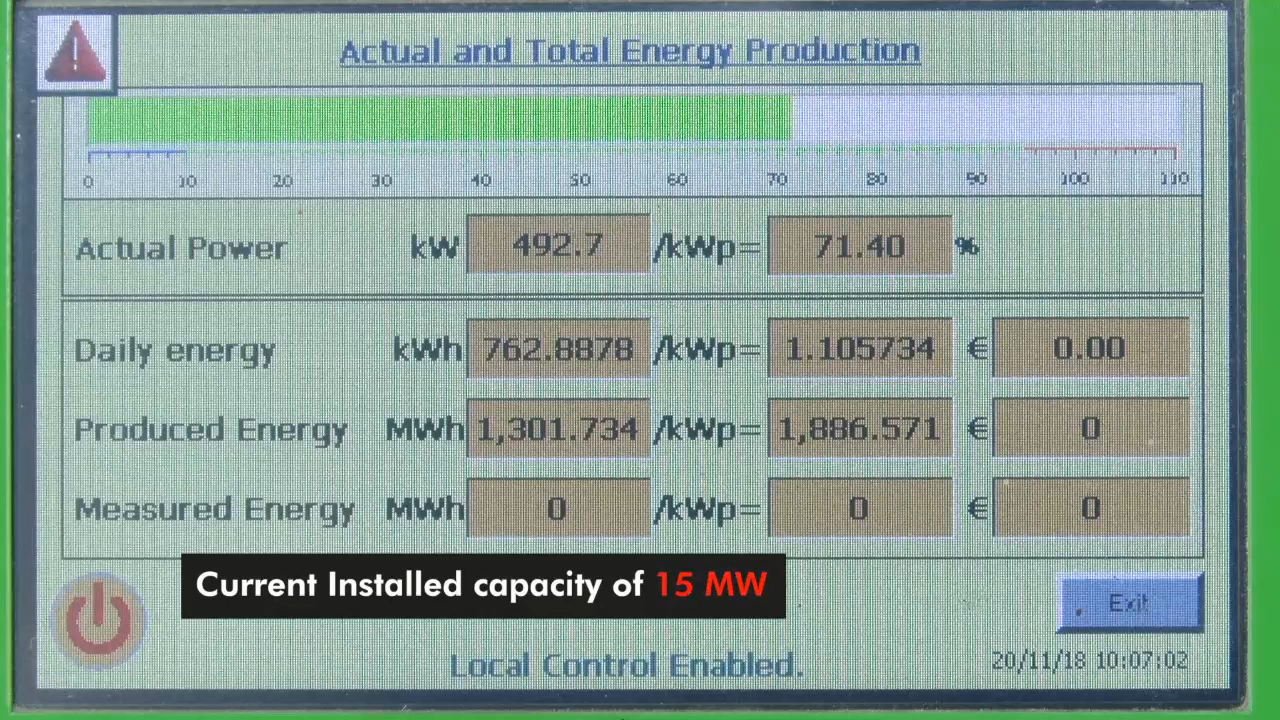 Actual and Total Energy Production
0 10 20 30 40 50 60 70 80 90 100 110
Actual Power kW 492.7 /kWp= 71.40 %
Daily energy kWh 762.8878 /kWp= 1.105734 € 0.00
Produced Energy MWh 1,301.734 /kWp= 1,886.571 € 0
Measured Energy MWh 0 /kWp= 0 € 0
Current Installed capacity of 15 MW
Exit
Local Control Enabled.
20/11/18 10:07:02